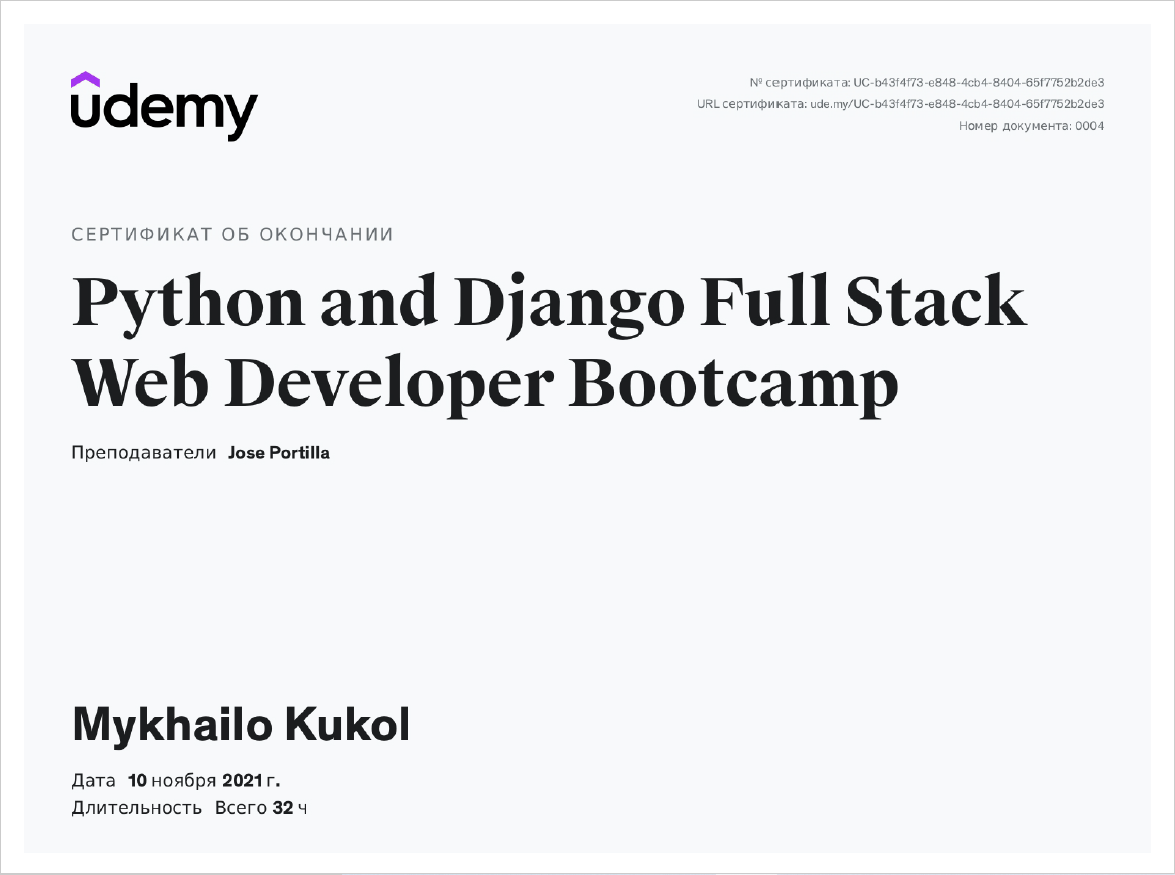 udemy
№ сертификата: UC-b43f4f73-e848-4cb4-8404-65f7752b2de3
URL сертификата: ude.my/UC-b43f4f73-e848-4cb4-8404-65f7752b2de3
Номер документа: 0004
СЕРТИФИКАТ ОБ ОКОНЧАНИИ
Python and Django Full Stack
Web Developer Bootcamp
Преподаватели Jose Portilla
Mykhailo Kukol
Дата 10 ноября 2021 г.
Длительность Всего 32 ч